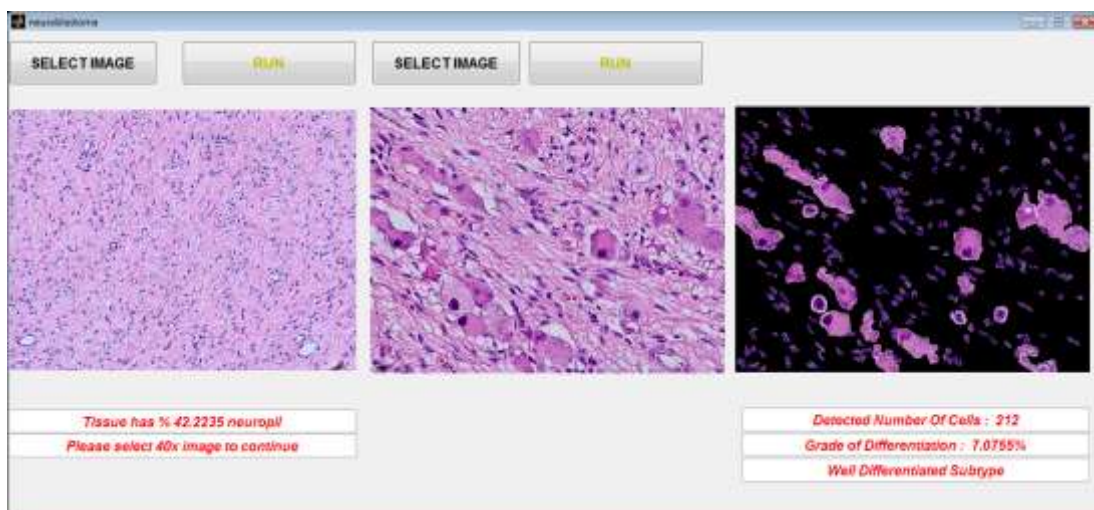 neuroblastoma
SELECT IMAGE
RUN
SELECT IMAGE
RUN
Tissue has % 42.2235 neuropil
Please select 40x image to continue
Detected Number Of Cells : 212
Grade of Differentiation : 7.0755%
Well Differentiated Subtype